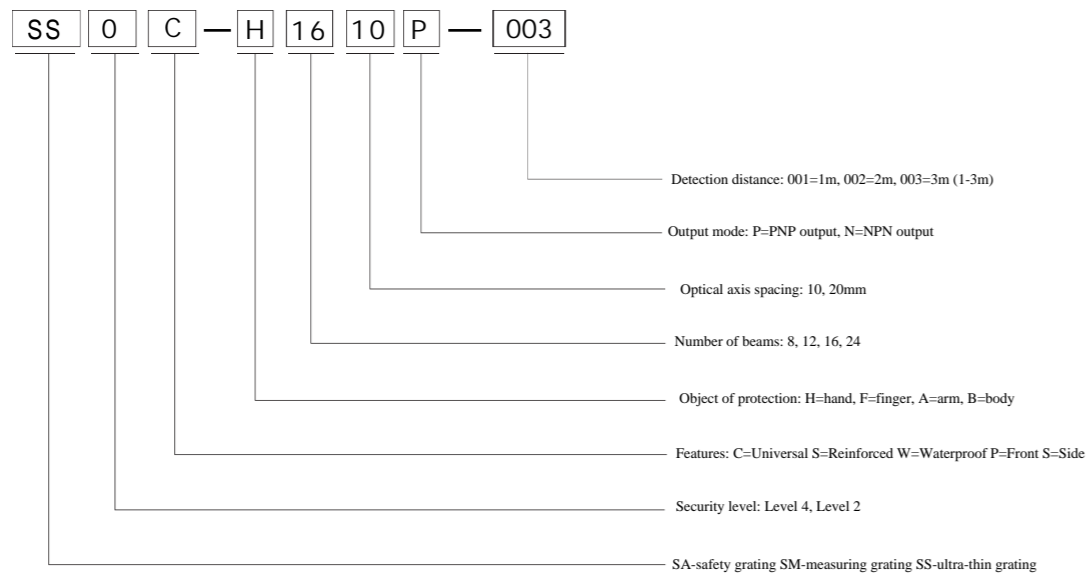 SS 0 C — H 16 10 P — 003
Detection distance: 001=1m, 002=2m, 003=3m (1-3m)
Output mode: P=PNP output, N=NPN output
Optical axis spacing: 10, 20mm
Number of beams: 8, 12, 16, 24
Object of protection: H=hand, F=finger, A=arm, B=body
Features: C=Universal S=Reinforced W=Waterproof P=Front S=Side
Security level: Level 4, Level 2
SA-safety grating SM-measuring grating SS-ultra-thin grating